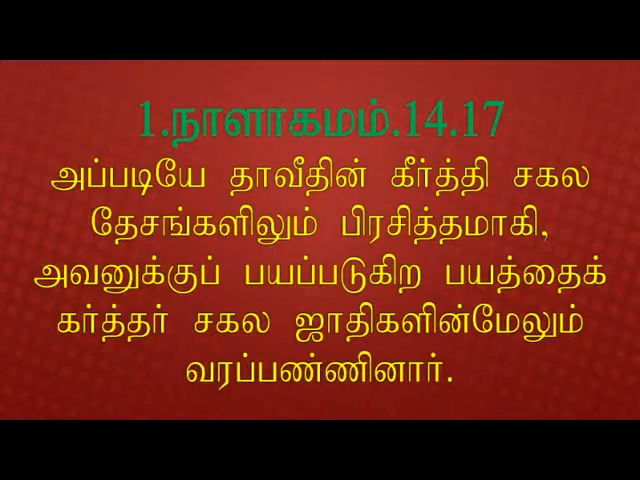 1.நாளாகமம்.14.17
அப்படியே தாவீதின் கீர்த்தி சகல
தேசங்களிலும் பிரசித்தமாகி,
அவனுக்குப் பயப்படுகிற பயத்தைக்
கர்த்தர் சகல ஜாதிகளின்மேலும்
வரப்பண்ணினார்.